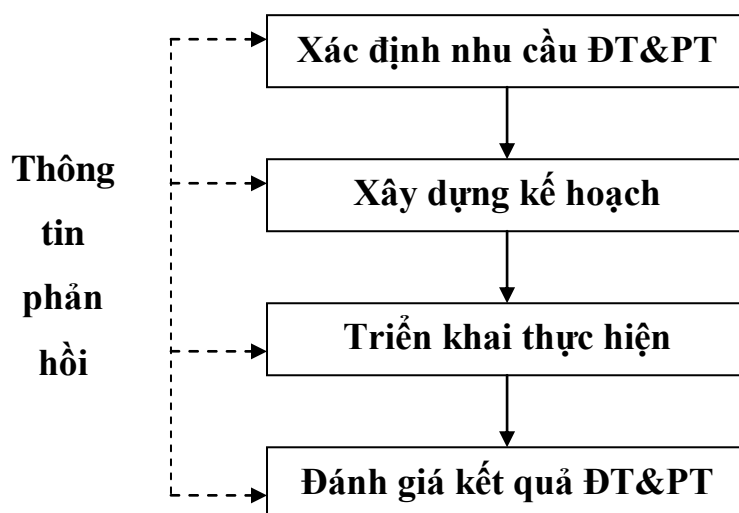 Xác định nhu cầu ĐT&PT
Thông
tin
phản
hồi
Xây dựng kế hoạch
Triển khai thực hiện
Đánh giá kết quả ĐT&PT